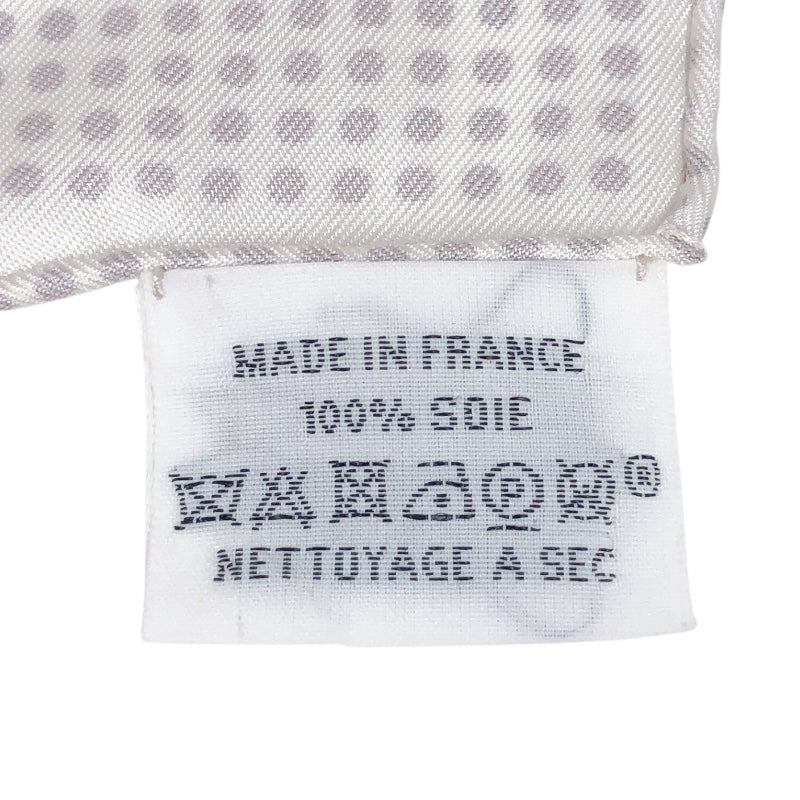 MADE IN FRANCE
100% SOIE
P ®
NETTOYAGE A SEC